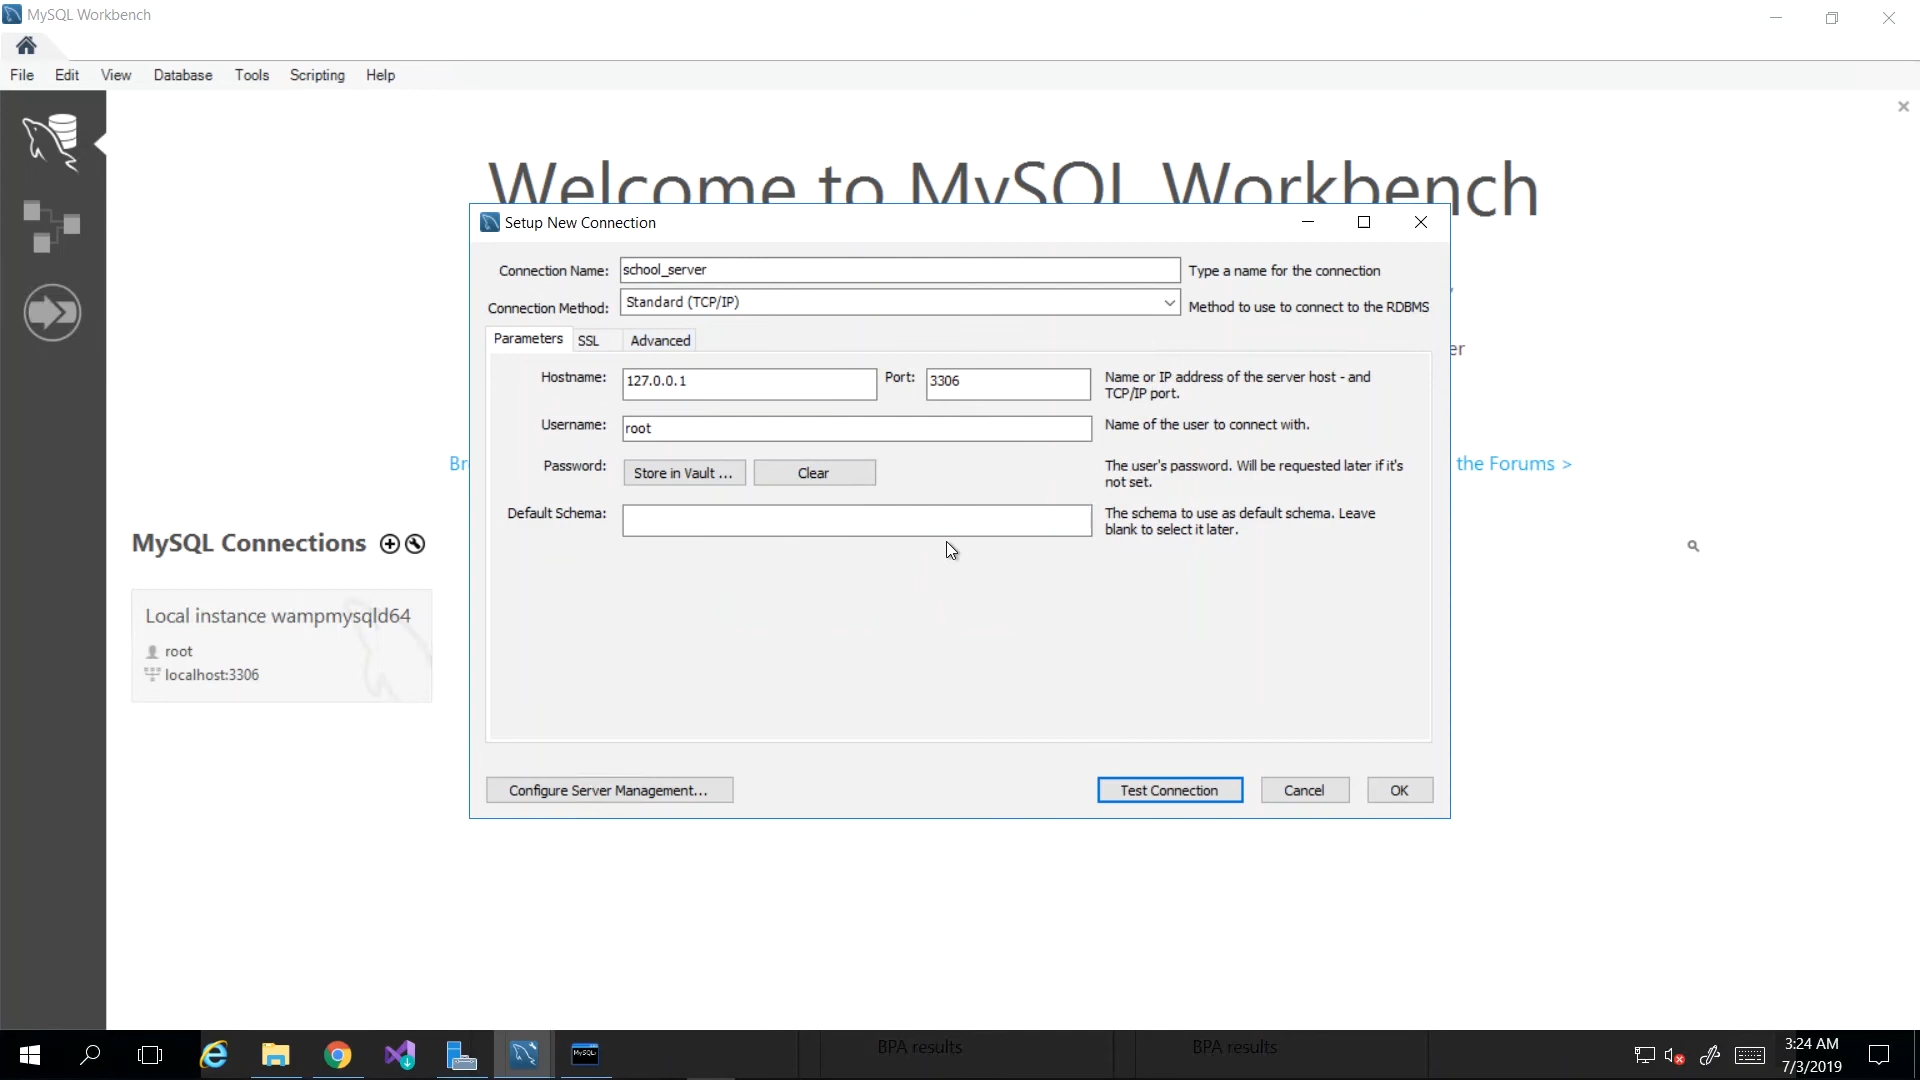 MySQL Workbench
File Edit View Database Tools Scripting Help
Welcome to MySQL Workbench
Setup New Connection
Connection Name: school_server Type a name for the connection
Connection Method: Standard (TCP/IP) Method to use to connect to the RDBMS
Parameters SSL Advanced
Hostname: 127.0.0.1 Port: 3306 Name or IP address of the server host - and
TCP/IP port.
Username: root Name of the user to connect with.
Password: Store in Vault ... Clear The user's password. Will be requested later if it's
not set.
Default Schema: The schema to use as default schema. Leave
blank to select it later.
Configure Server Management... Test Connection Cancel OK
er
Br
the Forums >
MySQL Connections
Local instance wampmysqld64
root
localhost:3306
MySQL
BPA results
BPA results
3:24 AM
7/3/2019